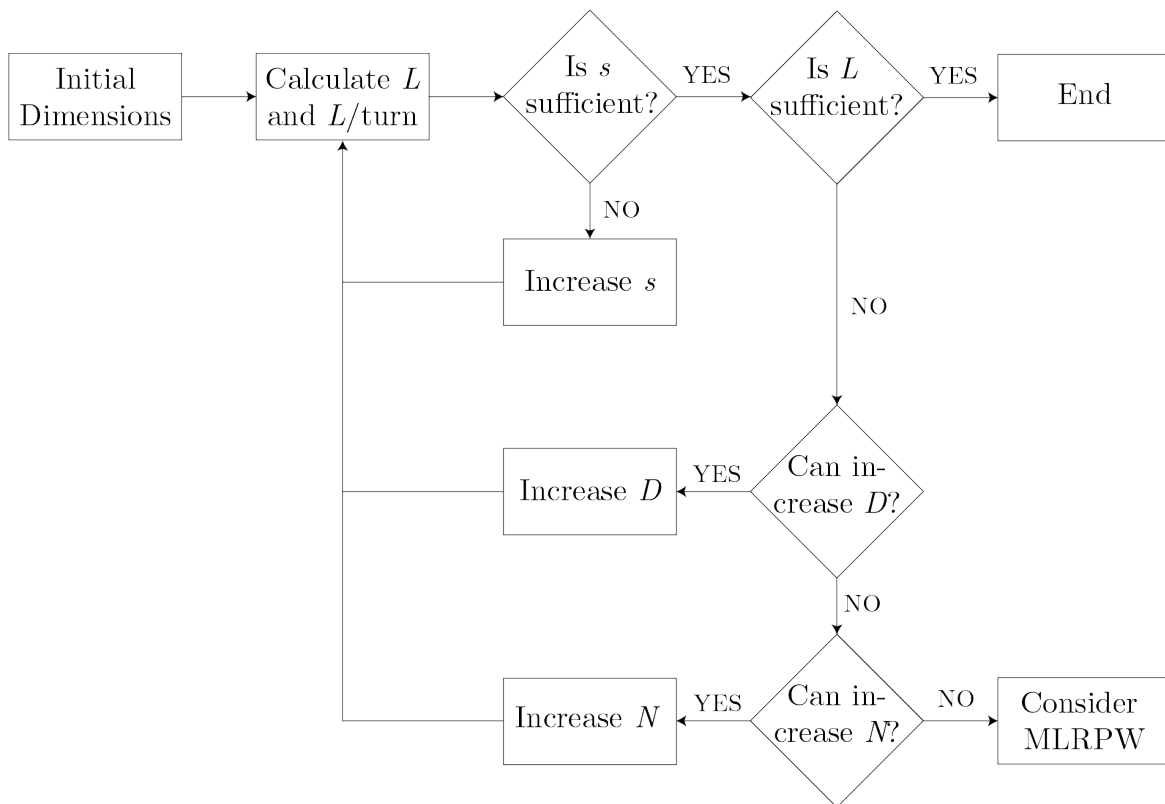 Initial
Dimensions
Calculate L
and L/turn
Is s
sufficient?
YES
Is L
sufficient?
YES
End
NO
Increase s
NO
Can in-
crease D?
YES
Increase D
NO
Can in-
crease N?
YES
Increase N
NO
Consider
MLRPW